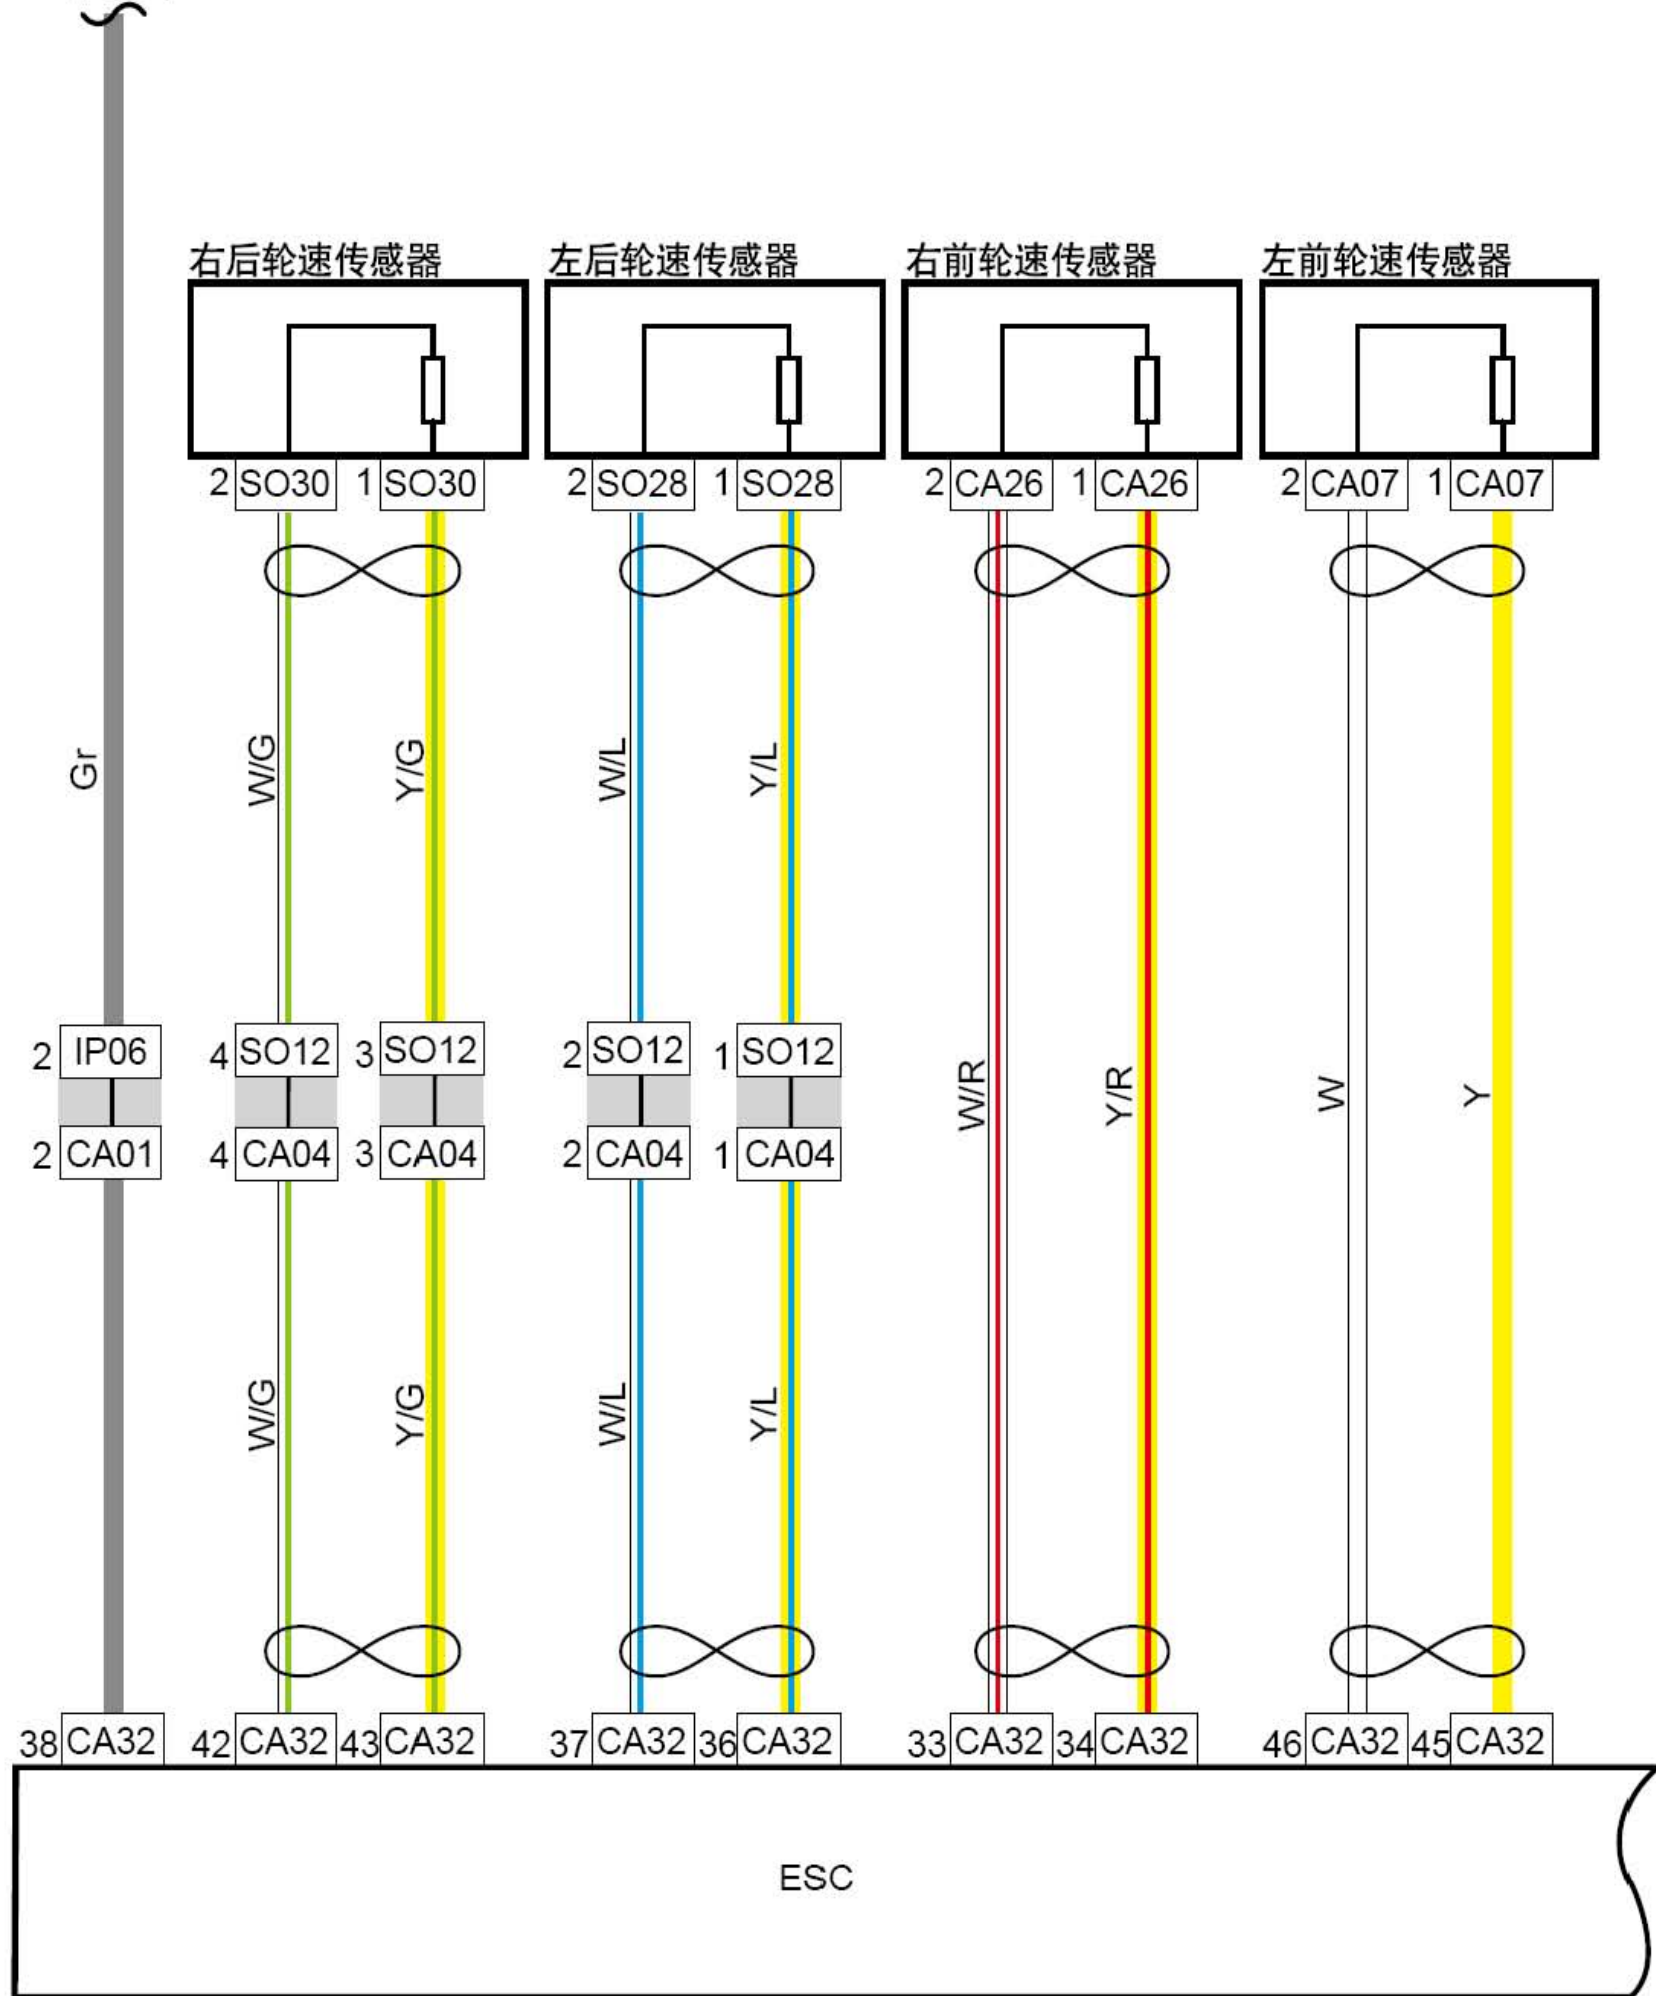 右后轮速传感器 左后轮速传感器 右前轮速传感器 左前轮速传感器
2 SO30 1 SO30 2 SO28 1 SO28 2 CA26 1 CA26 2 CA07 1 CA07
Gr W/G Y/G W/L Y/L
2 IP06 4 SO12 3 SO12 2 SO12 1 SO12
W/R Y/R W Y
2 CA01 4 CA04 3 CA04 2 CA04 1 CA04
W/G Y/G W/L Y/L
38 CA32 42 CA32 43 CA32 37 CA32 36 CA32 33 CA32 34 CA32 46 CA32 45 CA32
ESC